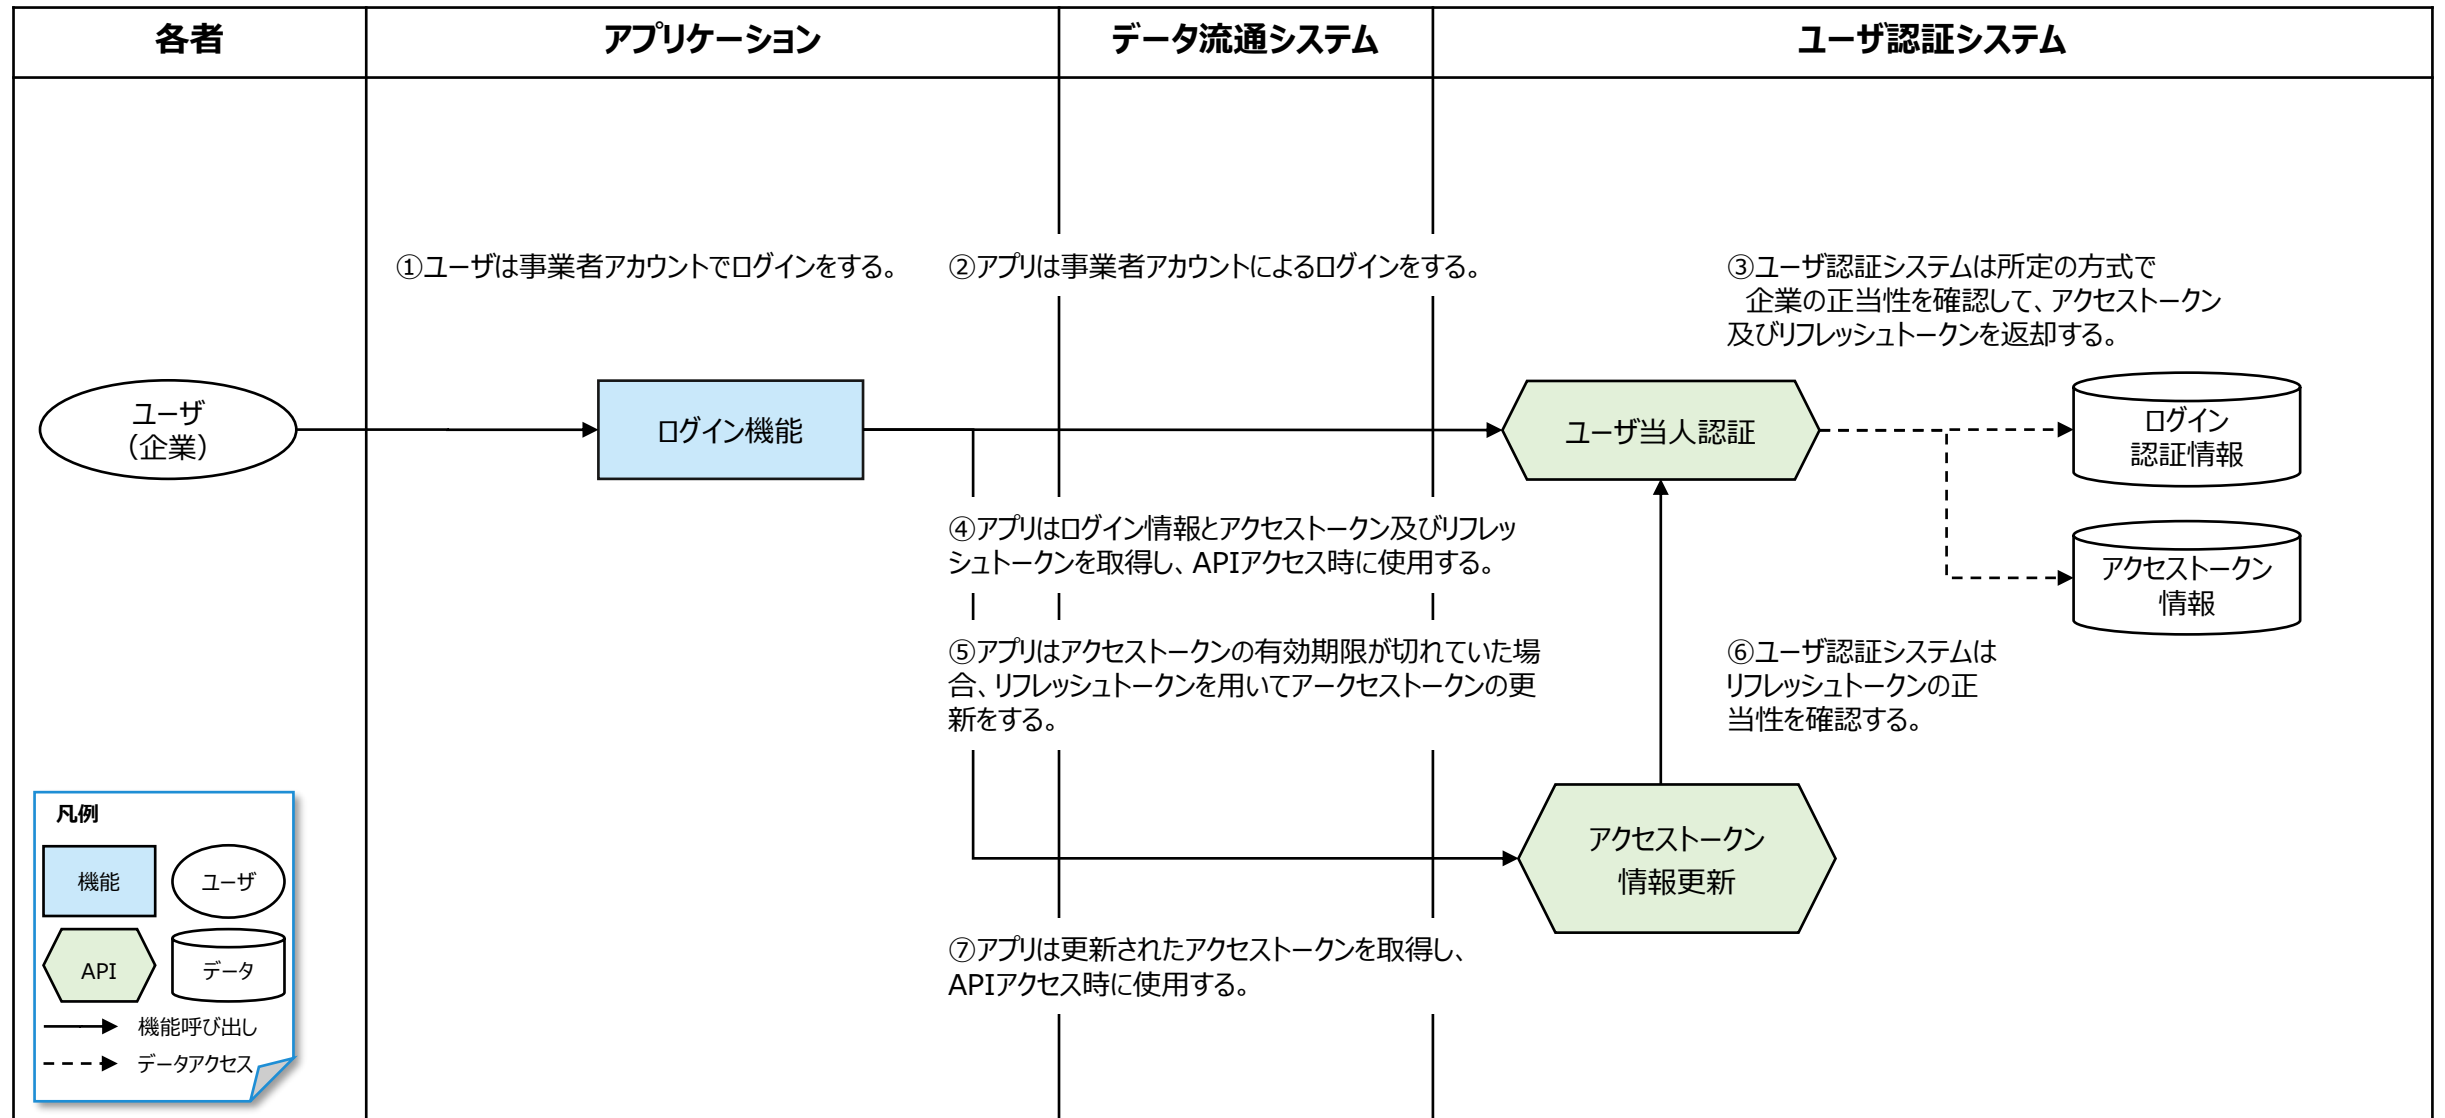 各者
アプリケーション
データ流通システム
ユーザ認証システム
①ユーザは事業者アカウントでログインをする。
②アプリは事業者アカウントによるログインをする。
③ユーザ認証システムは所定の方式で
企業の正当性を確認して、アクセストークン
及びリフレッシュトークンを返却する。
ユーザ
（企業）
ログイン機能
ユーザ当人認証
ログイン
認証情報
④アプリはログイン情報とアクセストークン及びリフレッ
シュトークンを取得し、APIアクセス時に使用する。
アクセストークン
情報
⑤アプリはアクセストークンの有効期限が切れていた場
合、リフレッシュトークンを用いてアークセストークンの更
新をする。
⑥ユーザ認証システムは
リフレッシュトークンの正
当性を確認する。
アクセストークン
情報更新
⑦アプリは更新されたアクセストークンを取得し、
APIアクセス時に使用する。
凡例
機能
ユーザ
API
データ
機能呼び出し
データアクセス